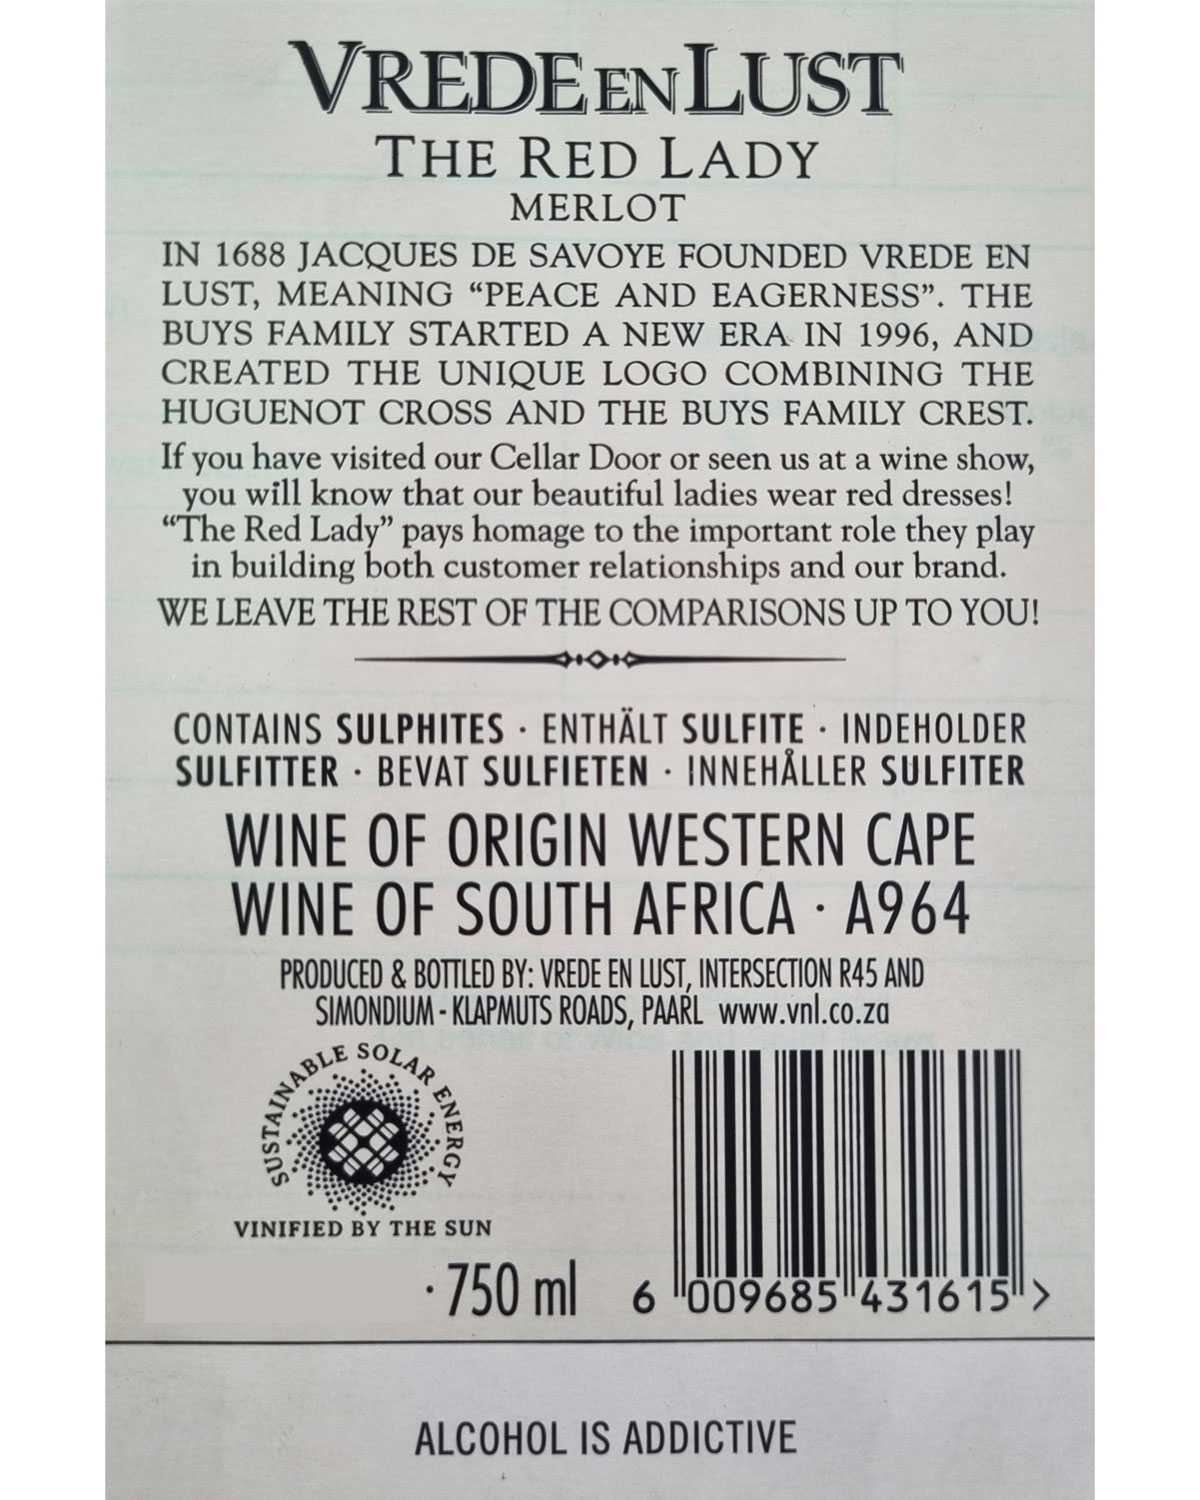 VREDE EN LUST
THE RED LADY
MERLOT
IN 1688 JACQUES DE SAVOYE FOUNDED VREDE EN
LUST, MEANING “PEACE AND EAGERNESS”. THE
BUYS FAMILY STARTED A NEW ERA IN 1996, AND
CREATED THE UNIQUE LOGO COMBINING THE
HUGUENOT CROSS AND THE BUYS FAMILY CREST.
If you have visited our Cellar Door or seen us at a wine show,
you will know that our beautiful ladies wear red dresses!
“The Red Lady” pays homage to the important role they play
in building both customer relationships and our brand.
WE LEAVE THE REST OF THE COMPARISONS UP TO YOU!
CONTAINS SULPHITES · ENTHÄLT SULFITE · INDEHOLDER
SULFITTER · BEVAT SULFIETEN · INNEHÅLLER SULFITER
WINE OF ORIGIN WESTERN CAPE
WINE OF SOUTH AFRICA · A964
PRODUCED & BOTTLED BY: VREDE EN LUST, INTERSECTION R45 AND
SIMONDIUM - KLAPMUTS ROADS, PAARL www.vnl.co.za
SUSTAINABLE SOLAR ENERGY
VINIFIED BY THE SUN
· 750 ml
6 009685 431615 >
ALCOHOL IS ADDICTIVE